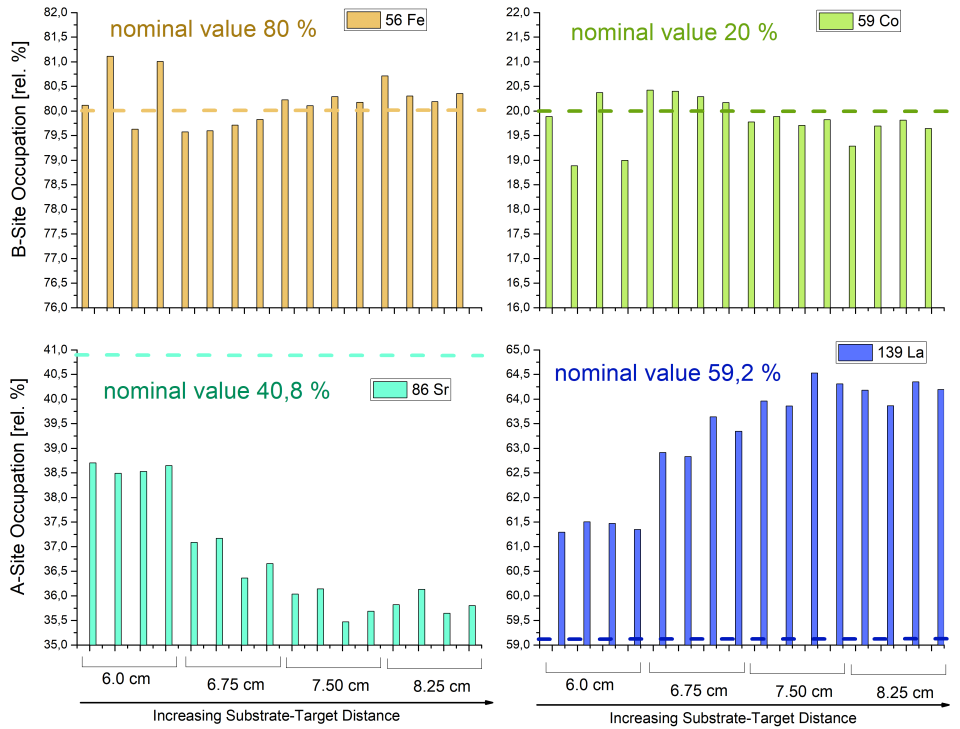 56 Fe
nominal value 80 %
B-Site Occupation [rel. %]
82,0
81,5
81,0
80,5
80,0
79,5
79,0
78,5
78,0
77,5
77,0
76,5
76,0
59 Co
nominal value 20 %
22,0
21,5
21,0
20,5
20,0
19,5
19,0
18,5
18,0
17,5
17,0
16,5
16,0
nominal value 40,8 %
86 Sr
A-Site Occupation [rel. %]
41,0
40,5
40,0
39,5
39,0
38,5
38,0
37,5
37,0
36,5
36,0
35,5
35,0
6.0 cm
6.75 cm
7.50 cm
8.25 cm
Increasing Substrate-Target Distance
139 La
nominal value 59,2 %
65,0
64,5
64,0
63,5
63,0
62,5
62,0
61,5
61,0
60,5
60,0
59,5
59,0
6.0 cm
6.75 cm
7.50 cm
8.25 cm
Increasing Substrate-Target Distance